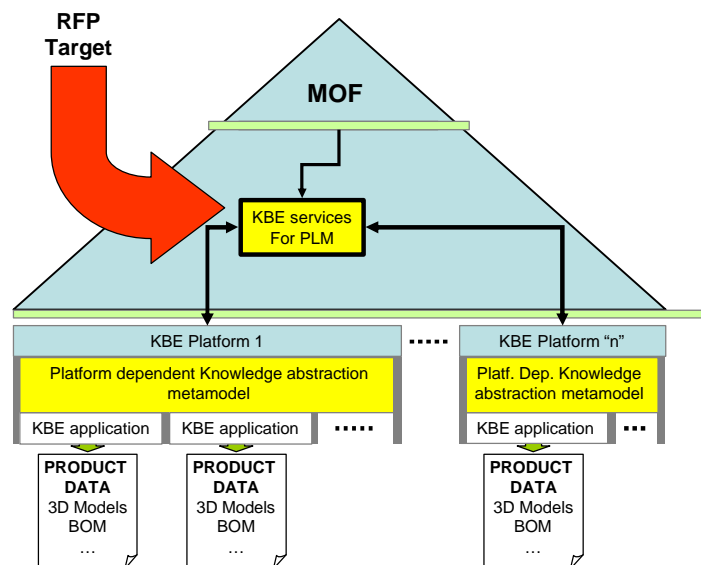 RFP
Target
MOF
KBE services
For PLM
KBE Platform 1
.....
KBE Platform “n”
Platform dependent Knowledge abstraction
metamodel
Platf. Dep. Knowledge
abstraction metamodel
KBE application
KBE application
.....
KBE application
...
PRODUCT
DATA
3D Models
BOM
…
PRODUCT
DATA
3D Models
BOM
…
PRODUCT
DATA
3D Models
BOM
…